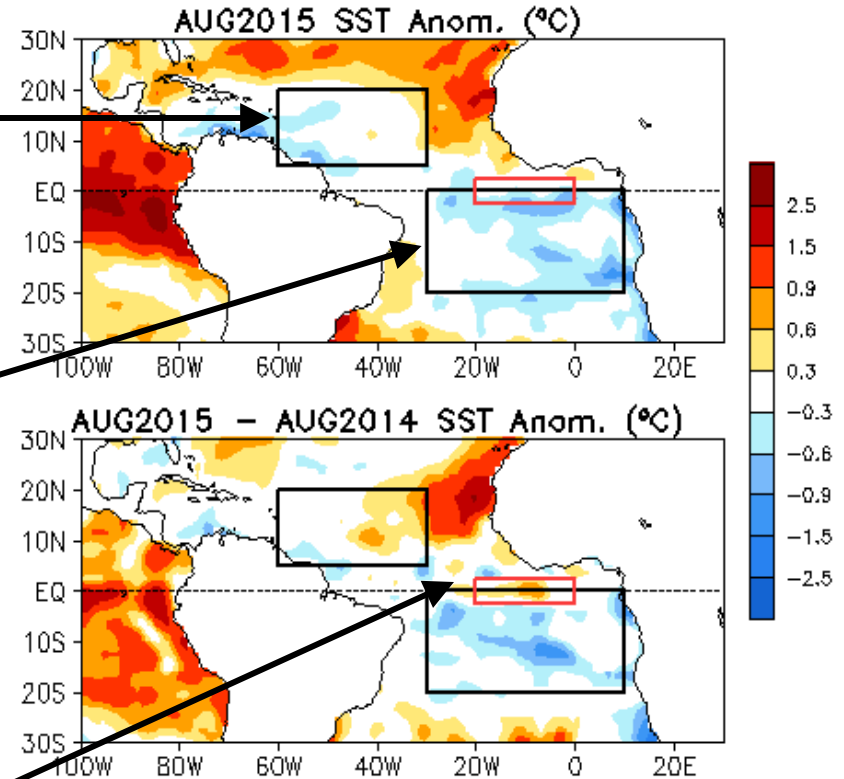 AUG2015 SST Anom. (ºC)
30N
20N
10N
EQ
10S
20S
30S
100W 80W 60W 40W 20W 0 20E
2.5
1.5
0.9
0.6
0.3
-0.3
-0.6
-0.9
-1.5
-2.5
AUG2015 - AUG2014 SST Anom. (ºC)
30N
20N
10N
EQ
10S
20S
30S
100W 80W 60W 40W 20W 0 20E